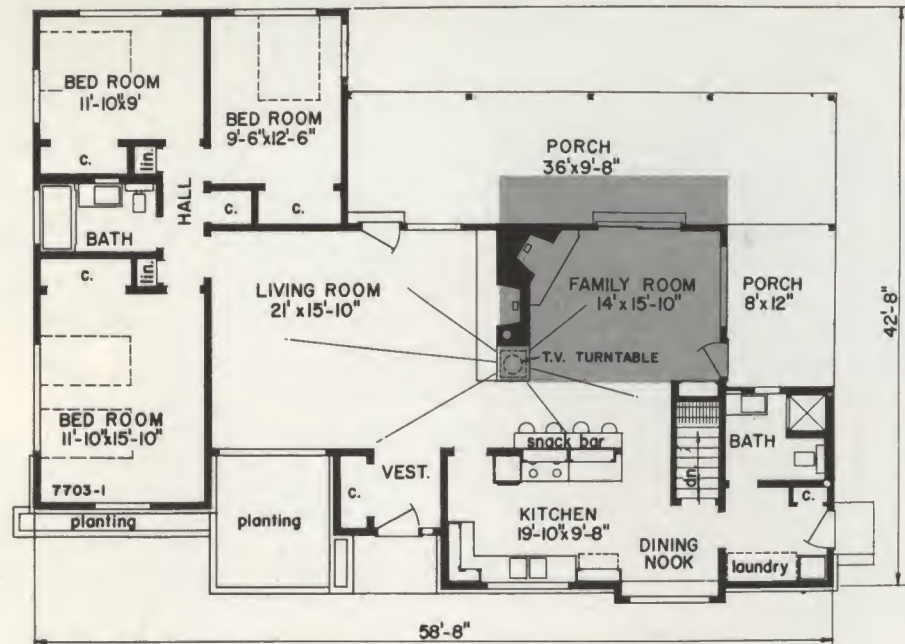 BED ROOM
11'-10"x9'
BED ROOM
9'-6"x12'-6"
PORCH
36'x9'-8"
c.
lin.
HALL
c.
c.
BATH
c.
lin.
LIVING ROOM
21' x15'-10"
FAMILY ROOM
14' x 15'-10"
PORCH
8'x 12"
42'-8"
T.V. TURNTABLE
BED ROOM
11'-10"x15'-10"
snack bar
BATH
dn.
7703-1
c.
VEST.
c.
planting
planting
KITCHEN
19'-10"x 9'-8"
DINING
NOOK
laundry
58'-8"